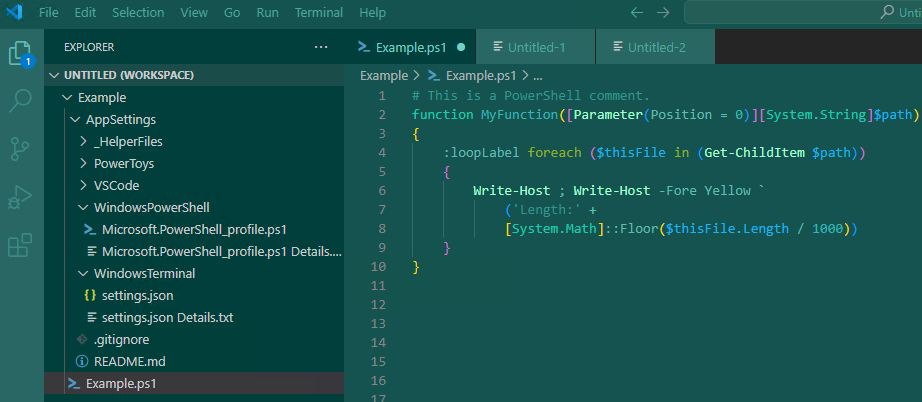 File Edit Selection View Go Run Terminal Help
EXPLORER ...
1
UNTITLED (WORKSPACE)
Example
AppSettings
_HelperFiles
PowerToys
VSCode
WindowsPowerShell
Microsoft.PowerShell_profile.ps1
Microsoft.PowerShell_profile.ps1 Details....
WindowsTerminal
{} settings.json
settings.json Details.txt
.gitignore
README.md
Example.ps1
Example.ps1 Untitled-1 Untitled-2
Example > Example.ps1 > ...
1 # This is a PowerShell comment.
2 function MyFunction([Parameter(Position = 0)][System.String]$path)
3 {
4 :loopLabel foreach ($thisFile in (Get-ChildItem $path))
5 {
6 Write-Host ; Write-Host -Fore Yellow `
7 ('Length:' +
8 [System.Math]::Floor($thisFile.Length / 1000))
9 }
10 }
11
12
13
14
15
16
17